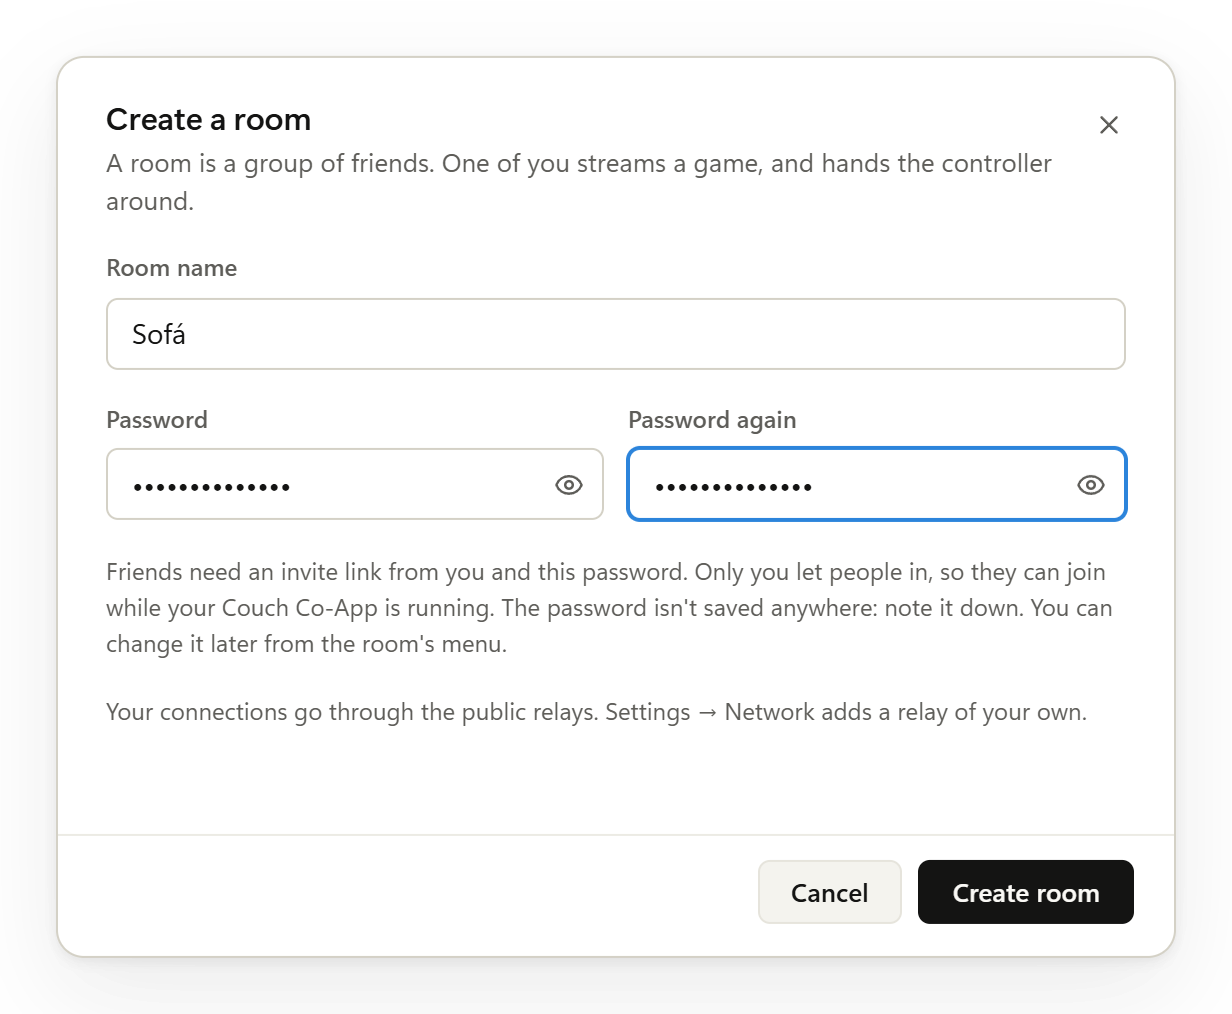 Create a room
A room is a group of friends. One of you streams a game, and hands the controller
around.
Room name
Sofá
Password
Password again
••••••••••••••
••••••••••••••
Friends need an invite link from you and this password. Only you let people in, so they can join
while your Couch Co-App is running. The password isn't saved anywhere: note it down. You can
change it later from the room's menu.
Your connections go through the public relays. Settings → Network adds a relay of your own.
Cancel
Create room